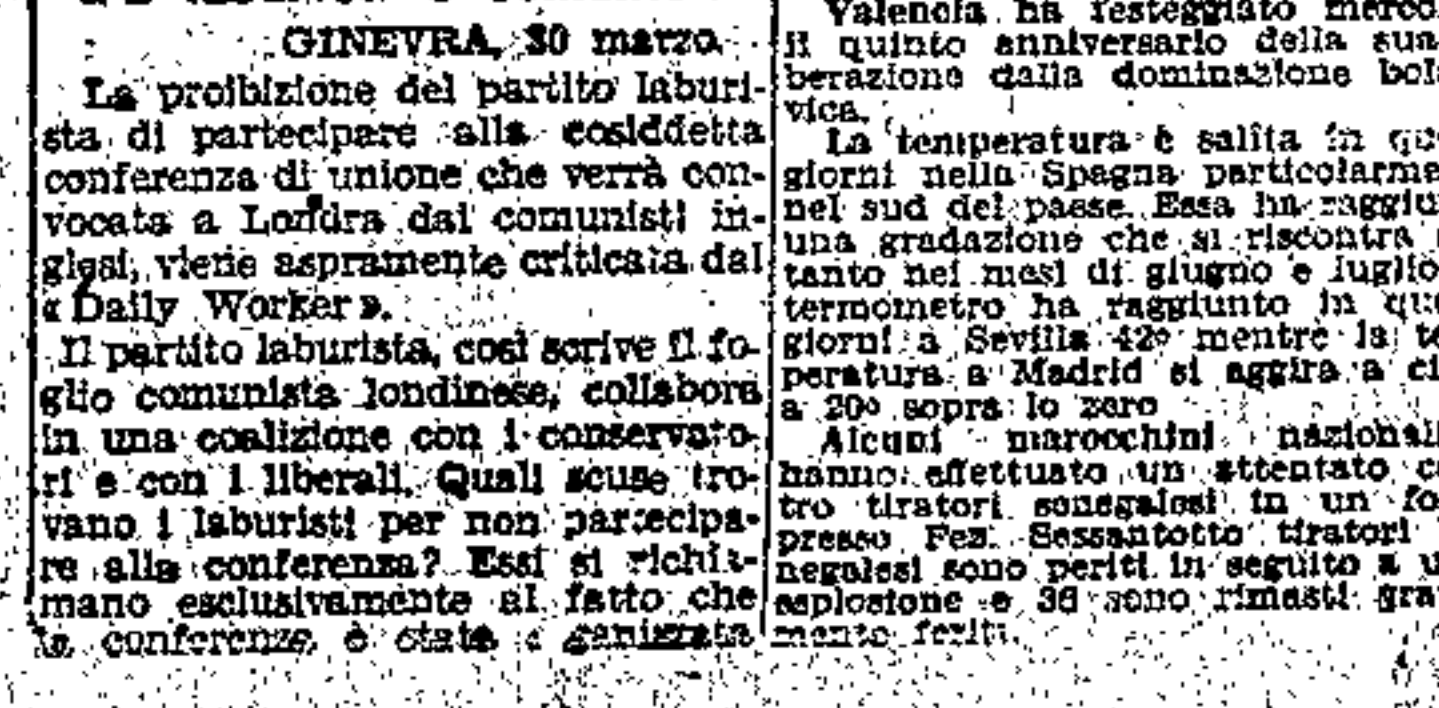 GINEVRA, 30 marzo.
La proibizione del partito laburi-
sta di partecipare alla cosiddetta
conferenza di unione che verrà con-
vocata a Londra dai comunisti in-
glesi, viene aspramente criticata dal
« Daily Worker ».
Il partito laburista, così scrive il fo-
glio comunista londinese, collabora
in una coalizione con i conservato-
ri e con i liberali. Quali scuse tro-
vano i laburisti per non partecipa-
re alla conferenza? Essi si richia-
mano esclusivamente al fatto che
la conferenza è stata
Valencia ha festeggiato
il quinto anniversario della sua
berazione dalla dominazione bol
vica.
La temperatura è salita in
giorni nella Spagna particolarme
nel sud del paese. Essa ha raggiu
una gradazione che si riscontra
tanto nei mesi di giugno e luglio
termometro ha raggiunto in
giorni a Sevilla 42° mentre la te
peratura a Madrid si aggira a ci
a 20° sopra lo zero
Alcuni marocchini nazionali
hanno effettuato un attentato co
tro tiratori senegalesi in un fo
presso Fez. Sessantotto tiratori
negalesi sono periti in seguito a u
esplosione e 36 sono rimasti gra
mente feriti.